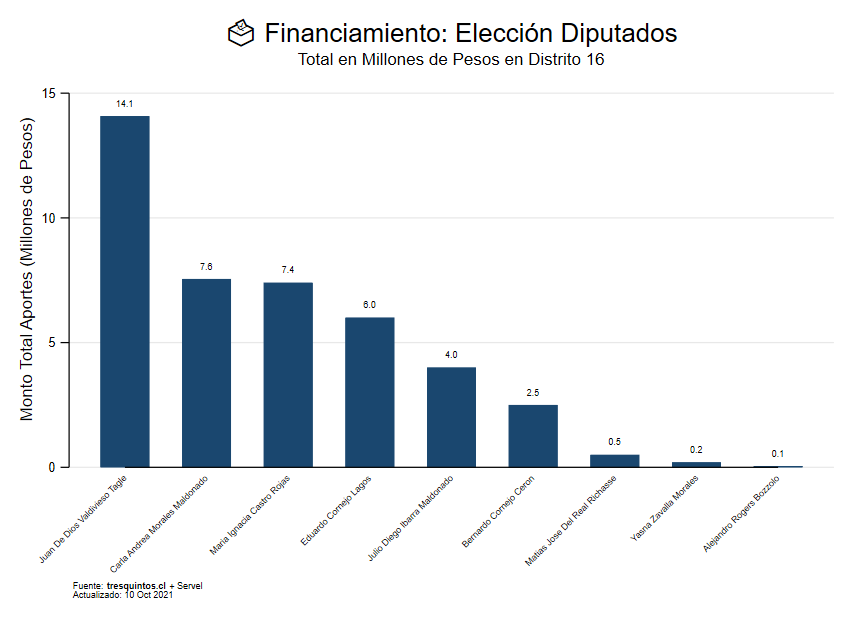 Financiamiento: Elección Diputados
Total en Millones de Pesos en Distrito 16
Monto Total Aportes (Millones de Pesos)
15
10
5
0
14.1
7.6
7.4
6.0
4.0
2.5
0.5
0.2
0.1
Juan De Dios Valdivieso Tagle
Carla Andrea Morales Maldonado
Maria Ignacia Castro Rojas
Eduardo Cornejo Lagos
Julio Diego Ibarra Maldonado
Bernardo Cornejo Ceron
Matias Jose Del Real Richasse
Yasna Zavalla Morales
Alejandro Rogers Bozzolo
Fuente: tresquintos.cl + Servel
Actualizado: 10 Oct 2021